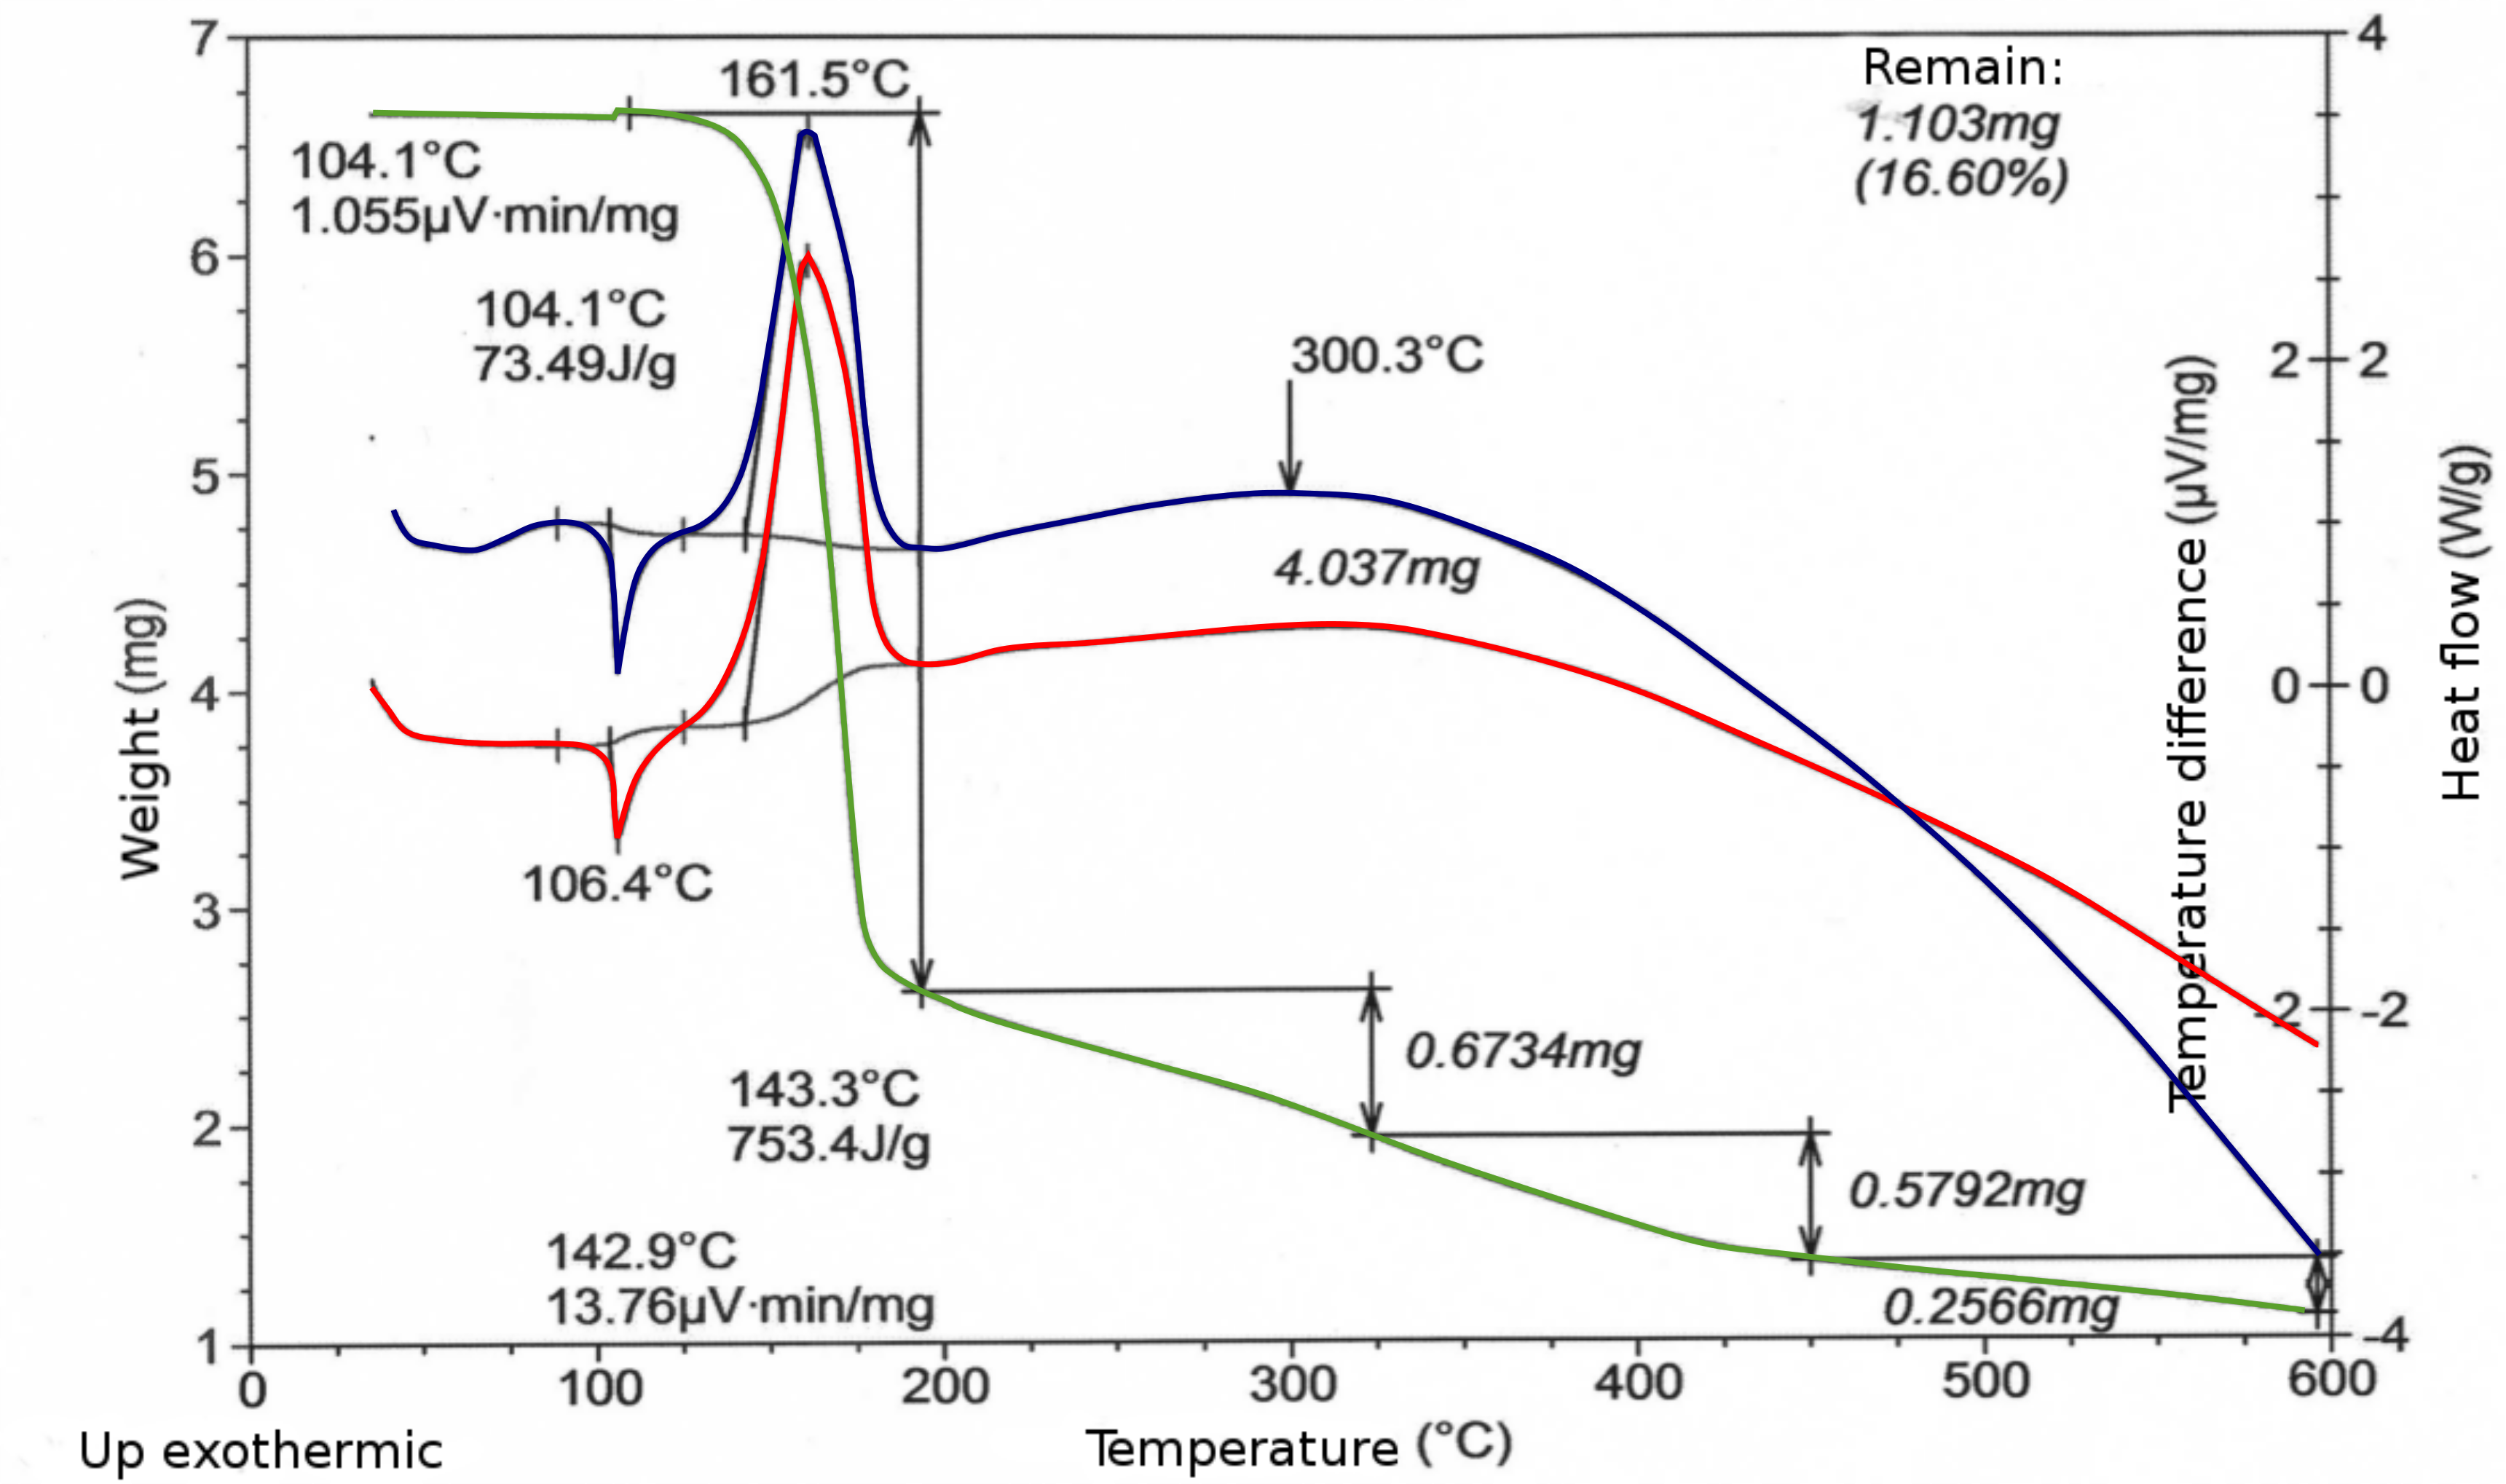 7
6
5
4
3
2
1
Weight (mg)
161.5°C
104.1°C
1.055µV·min/mg
104.1°C
73.49J/g
106.4°C
143.3°C
753.4J/g
142.9°C
13.76µV·min/mg
300.3°C
4.037mg
0.6734mg
0.5792mg
0.2566mg
Remain:
1.103mg
(16.60%)
2
0
-2
Temperature difference (µV/mg)
4
2
0
-2
-4
Heat flow (W/g)
0 100 200 300 400 500 600
Up exothermic
Temperature (°C)